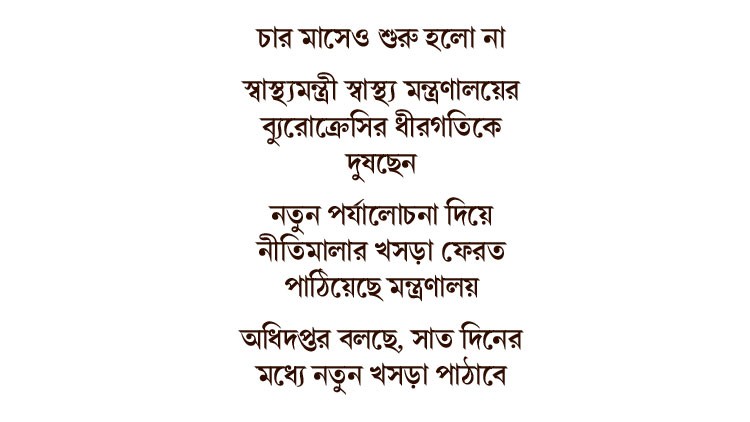 চার মাসেও শুরু হলো না
স্বাস্থ্যমন্ত্রী স্বাস্থ্য মন্ত্রণালয়ের
ব্যুরোক্রেসির ধীরগতিকে
দুষছেন
নতুন পর্যালোচনা দিয়ে
নীতিমালার খসড়া ফেরত
পাঠিয়েছে মন্ত্রণালয়
অধিদপ্তর বলছে, সাত দিনের
মধ্যে নতুন খসড়া পাঠাবে